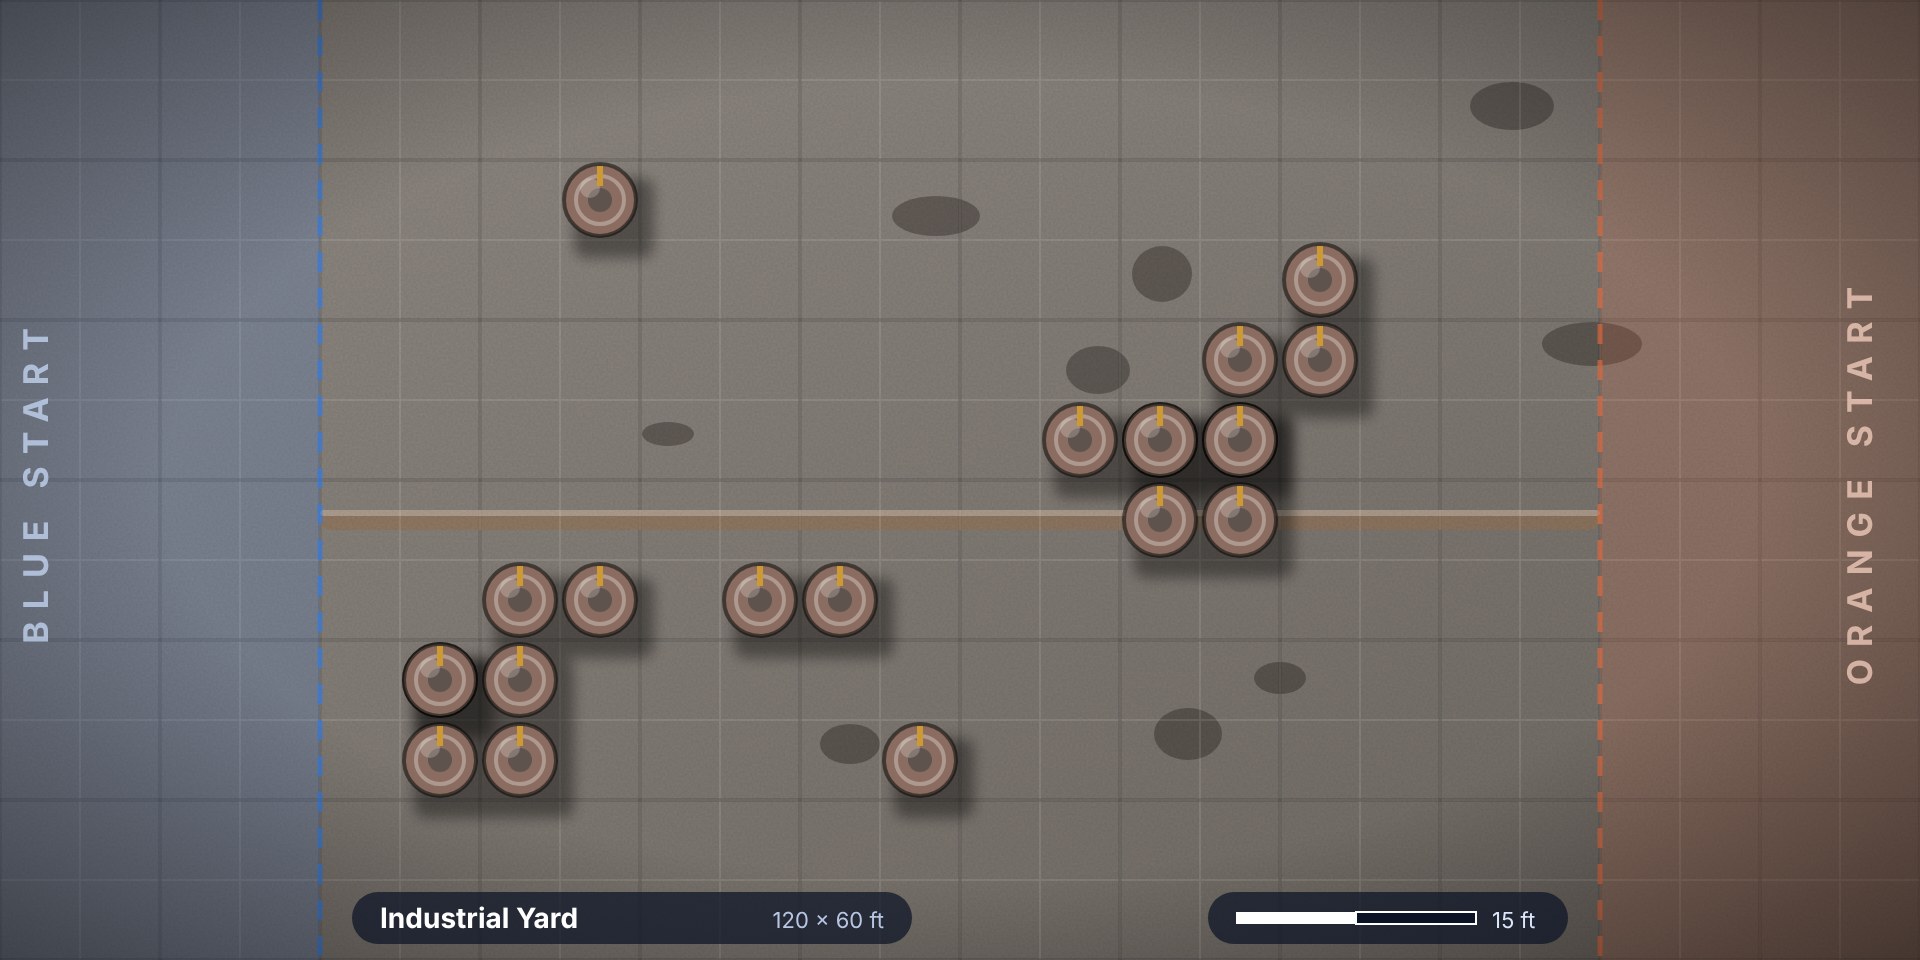 BLUE START
ORANGE START
Industrial Yard
120 × 60 ft
15 ft